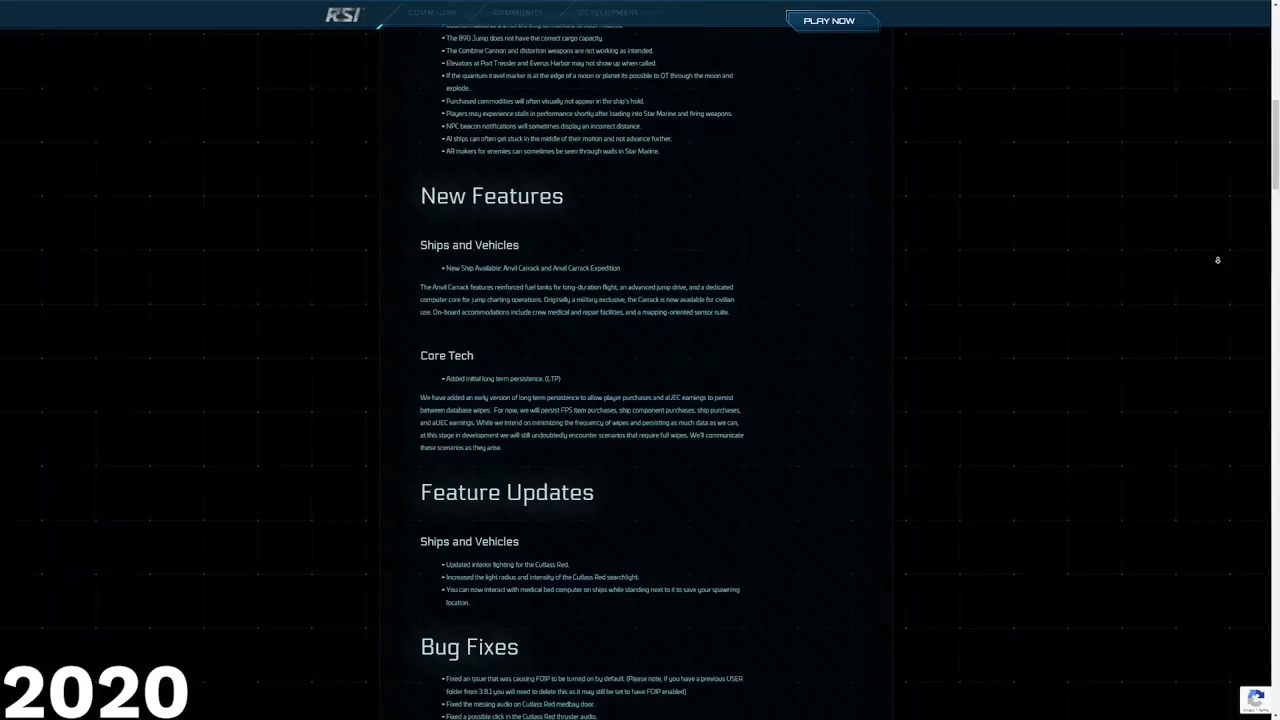 RSI
COMM-LINK
COMMUNITY
DEVELOPMENT
PLAY NOW
- The 890 Jump does not have the correct cargo capacity.
- The Combine Cannon and distortion weapons are not working as intended.
- Elevators at Port Tressler and Everus Harbor may not show up when called.
- If the quantum travel marker is at the edge of a moon or planet its possible to QT through the moon and
explode.
- Purchased commodities will often visually not appear in the ship's hold.
- Players may experience stalls in performance shortly after loading into Star Marine and firing weapons.
- NPC beacon notifications will sometimes display an incorrect distance.
- AI ships can often get stuck in the middle of their motion and not advance further.
- AR makers for enemies can sometimes be seen through walls in Star Marine.
New Features
Ships and Vehicles
- New Ship Available: Anvil Carrack and Anvil Carrack Expedition
The Anvil Carrack features reinforced fuel tanks for long-duration flight, an advanced jump drive, and a dedicated
computer core for jump charting operations. Originally a military exclusive, the Carrack is now available for civilian
use. On-board accommodations include crew medical and repair facilities, and a mapping-oriented sensor suite.
Core Tech
- Added initial long term persistence. (LTP)
We have added an early version of long term persistence to allow player purchases and aUEC earnings to persist
between database wipes. For now, we will persist FPS item purchases, ship component purchases, ship purchases,
and aUEC earnings. While we intend on minimizing the frequency of wipes and persisting as much data as we can,
at this stage in development we will still undoubtedly encounter scenarios that require full wipes. We'll communicate
these scenarios as they arise.
Feature Updates
Ships and Vehicles
- Updated interior lighting for the Cutlass Red.
- Increased the light radius and intensity of the Cutlass Red searchlight.
- You can now interact with medical bed computer on ships while standing next to it to save your spawning
location.
Bug Fixes
- Fixed an issue that was causing FOIP to be turned on by default. (Please note, if you have a previous USER
folder from 3.8.1 you will need to delete this as it may still be set to have FOIP enabled)
- Fixed the missing audio on Cutlass Red medbay door.
- Fixed a possible click in the Cutlass Red thruster audio.
2020